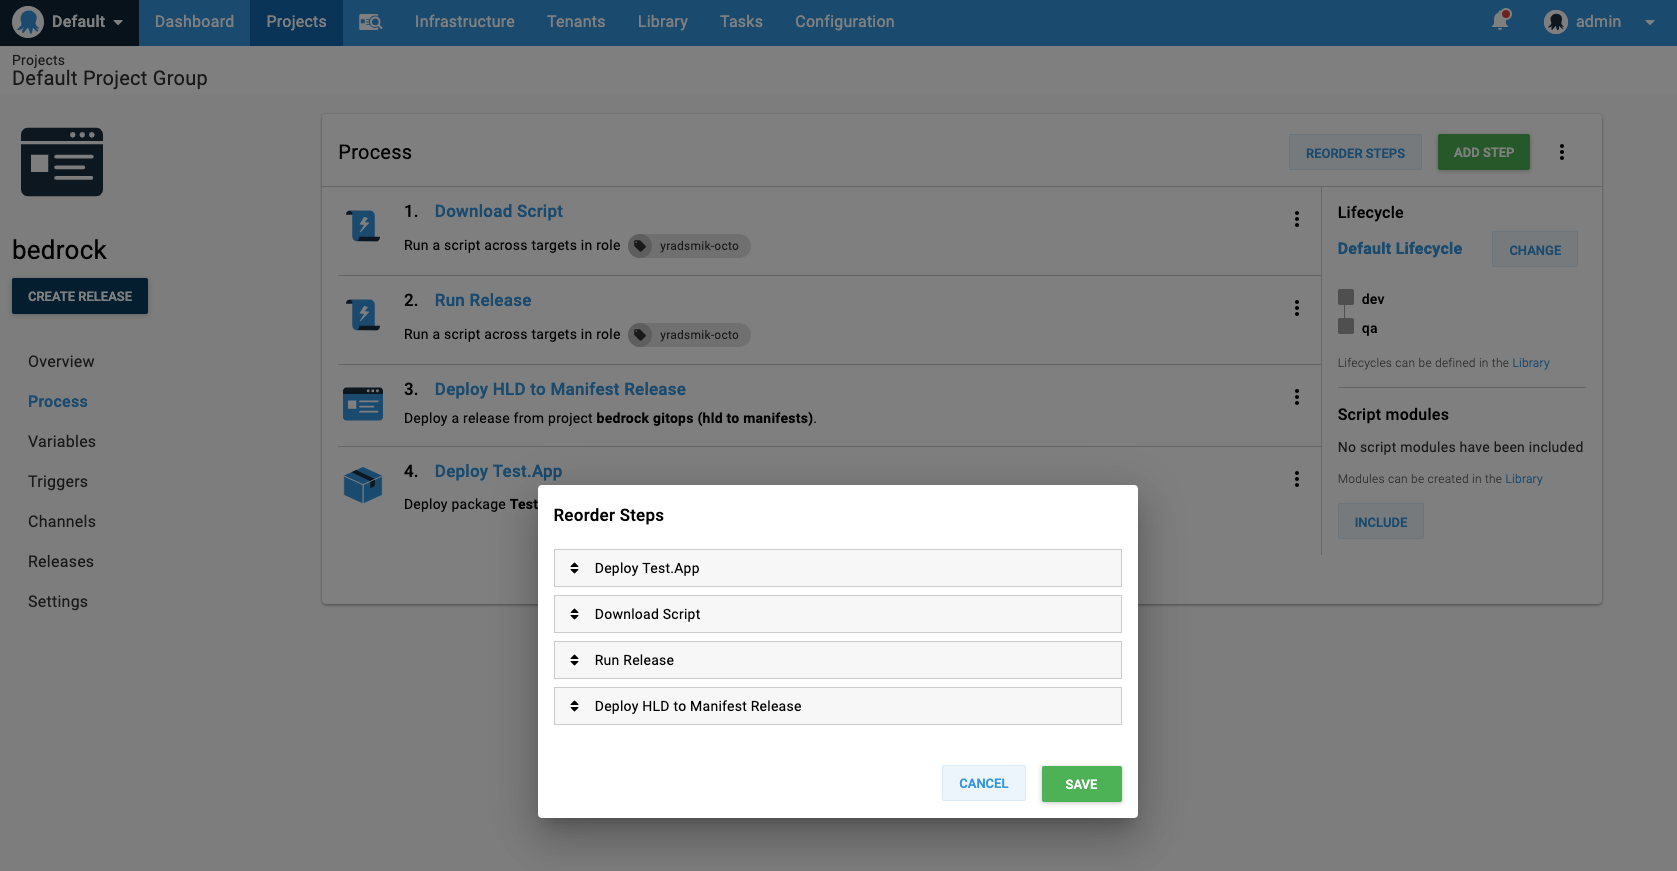 Default Dashboard Projects Infrastructure Tenants Library Tasks Configuration admin
Projects
Default Project Group
bedrock
CREATE RELEASE
Overview
Process
Variables
Triggers
Channels
Releases
Settings
Process
REORDER STEPS ADD STEP
1. Download Script
Run a script across targets in role yradsmik-octo
2. Run Release
Run a script across targets in role yradsmik-octo
3. Deploy HLD to Manifest Release
Deploy a release from project bedrock gitops (hld to manifests).
4. Deploy Test.App
Deploy package Test
Lifecycle
Default Lifecycle CHANGE
dev
qa
Lifecycles can be defined in the Library
Script modules
No script modules have been included
Modules can be created in the Library
INCLUDE
Reorder Steps
Deploy Test.App
Download Script
Run Release
Deploy HLD to Manifest Release
CANCEL SAVE